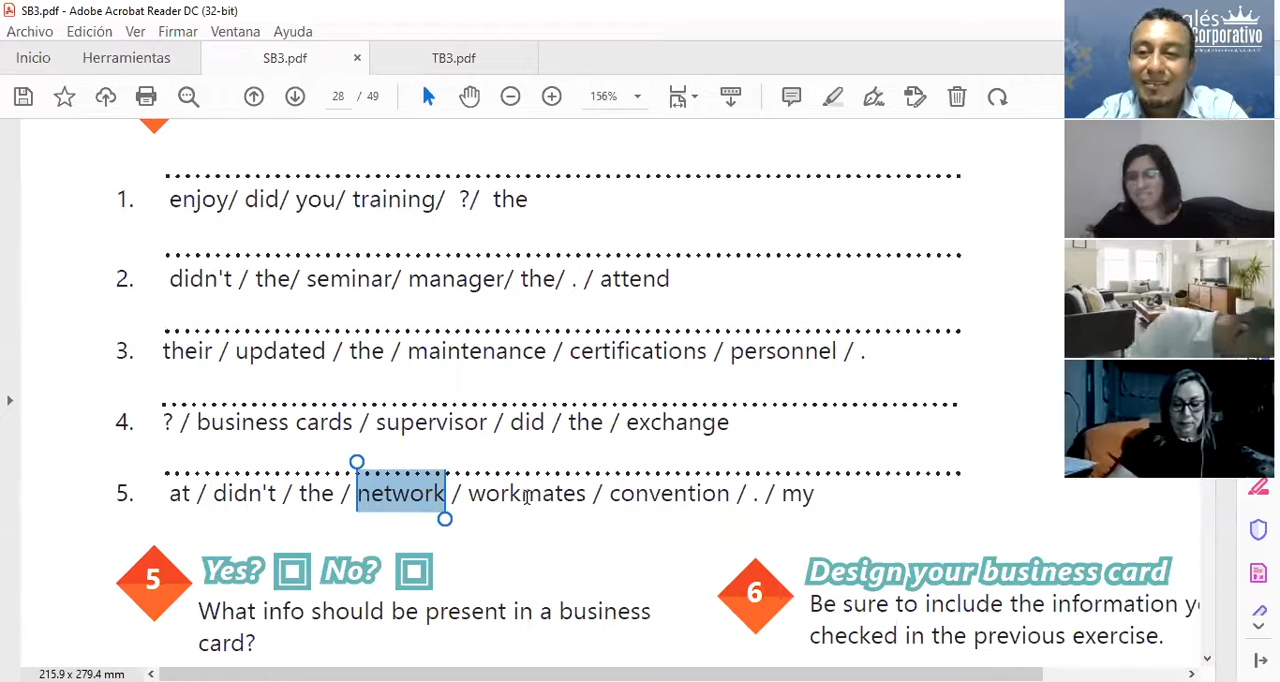 SB3.pdf - Adobe Acrobat Reader DC (32-bit)
Archivo Edición Ver Firmar Ventana Ayuda
Inicio Herramientas SB3.pdf × TB3.pdf
28 / 49 156%
glés
corporativo
1. enjoy/ did/ you/ training/ ?/ the
2. didn't / the/ seminar/ manager/ the/ . / attend
3. their / updated / the / maintenance / certifications / personnel / .
4. ? / business cards / supervisor / did / the / exchange
5. at / didn't / the / network / workmates / convention / . / my
5 Yes? No?
What info should be present in a business
card?
6 Design your business card
Be sure to include the information y
checked in the previous exercise.
215.9 x 279.4 mm